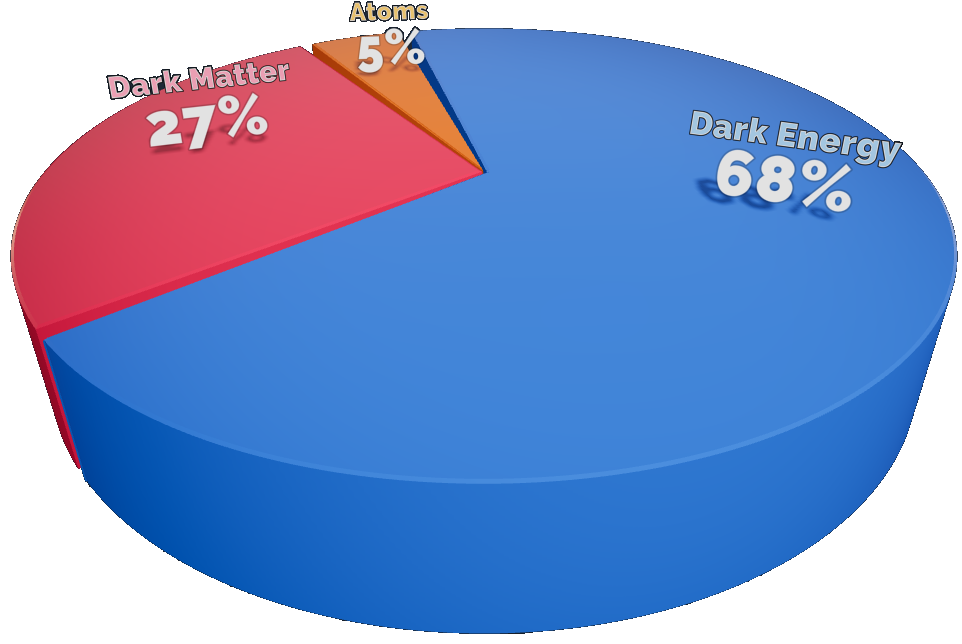 Atoms
5%
Dark Matter
27%
Dark Energy
68%